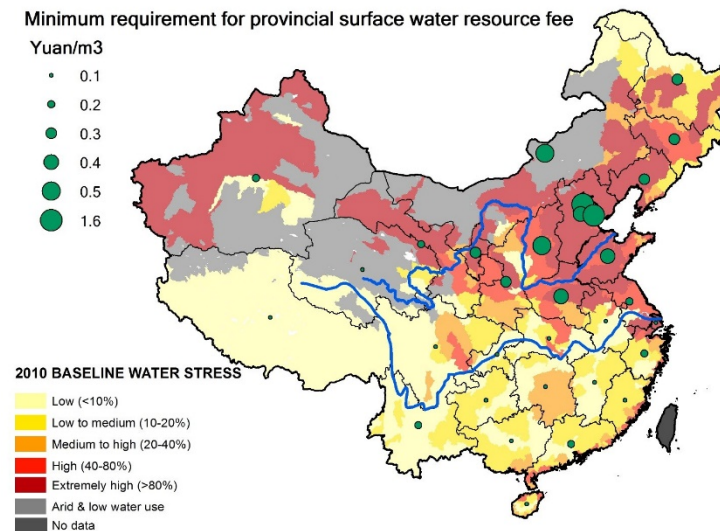 Minimum requirement for provincial surface water resource fee
Yuan/m3
0.1
0.2
0.3
0.4
0.5
1.6
2010 BASELINE WATER STRESS
Low (<10%)
Low to medium (10-20%)
Medium to high (20-40%)
High (40-80%)
Extremely high (>80%)
Arid & low water use
No data